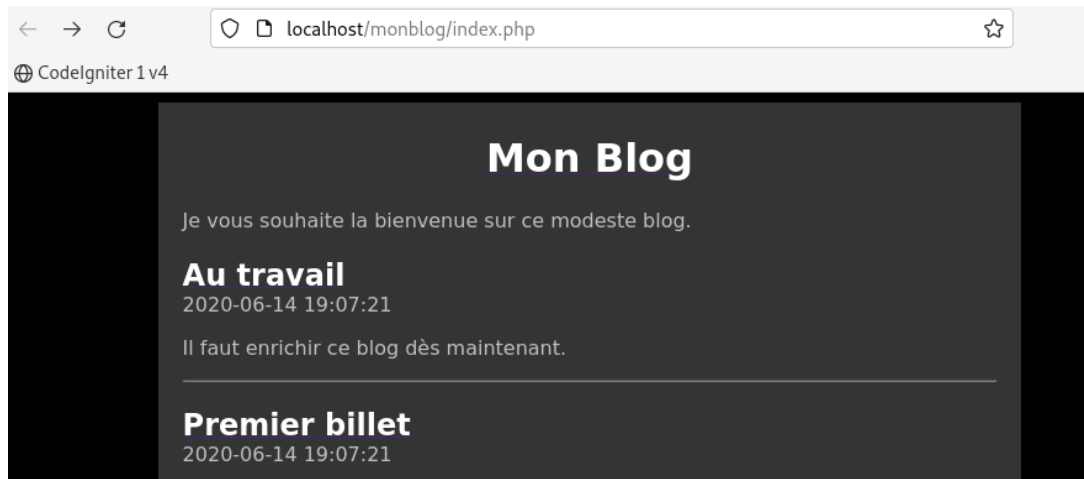 localhost/monblog/index.php
CodeIgniter 1 v4
Mon Blog
Je vous souhaite la bienvenue sur ce modeste blog.
Au travail
2020-06-14 19:07:21
Il faut enrichir ce blog dès maintenant.
Premier billet
2020-06-14 19:07:21